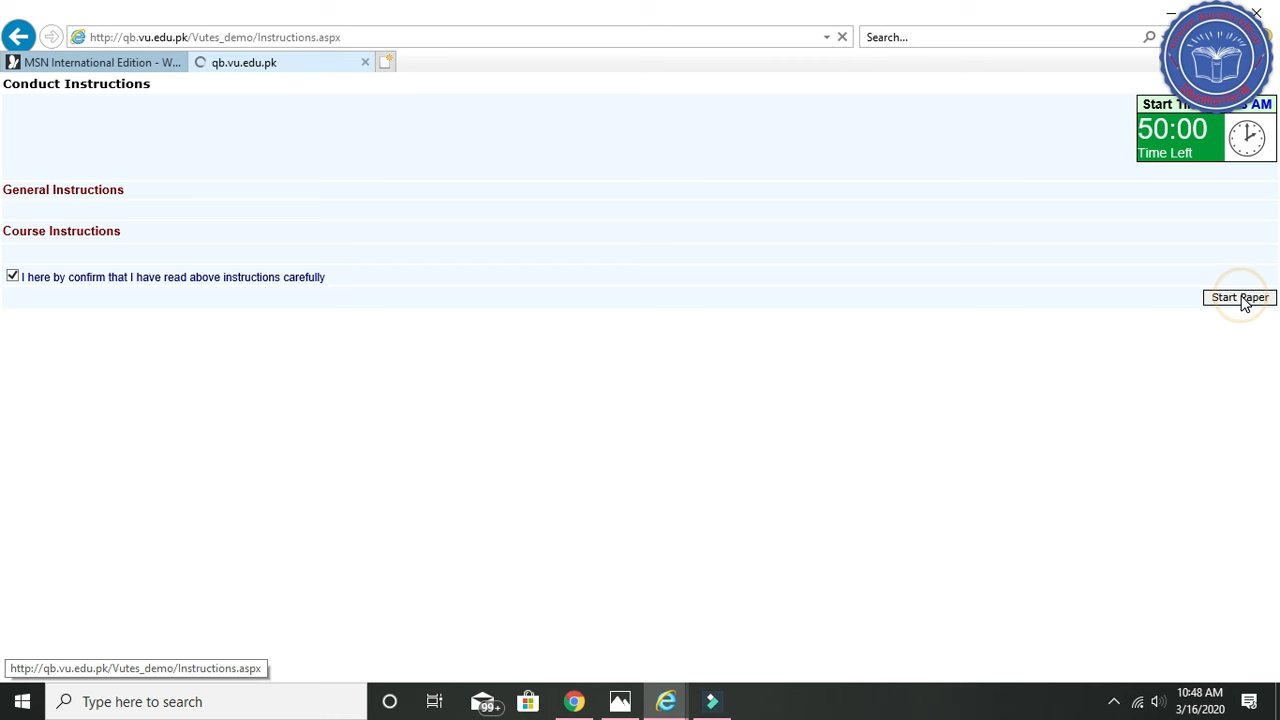 http://qb.vu.edu.pk/Vutes_demo/Instructions.aspx
Search...
MSN International Edition - W...
qb.vu.edu.pk
Conduct Instructions
Start
AM
50:00
Time Left
General Instructions
Course Instructions
I here by confirm that I have read above instructions carefully
Start Paper
http://qb.vu.edu.pk/Vutes_demo/Instructions.aspx
Type here to search
99+
10:48 AM
3/16/2020